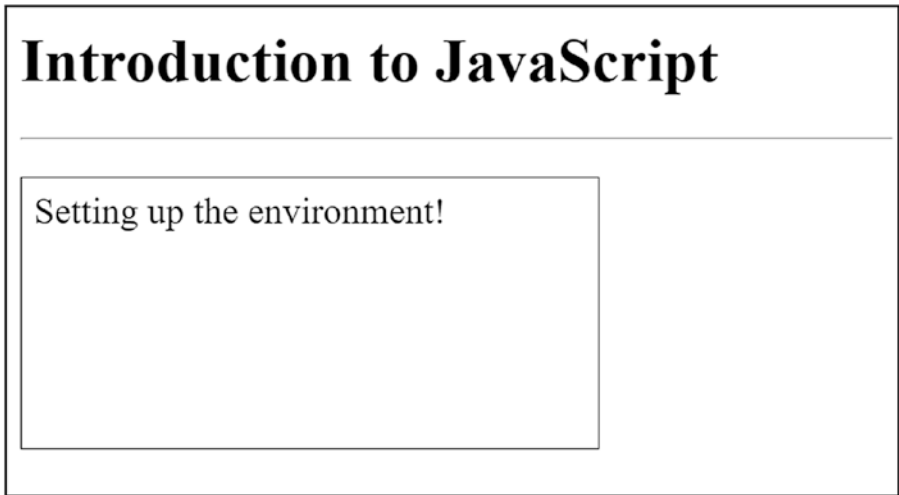 Introduction to JavaScript
Setting up the environment!